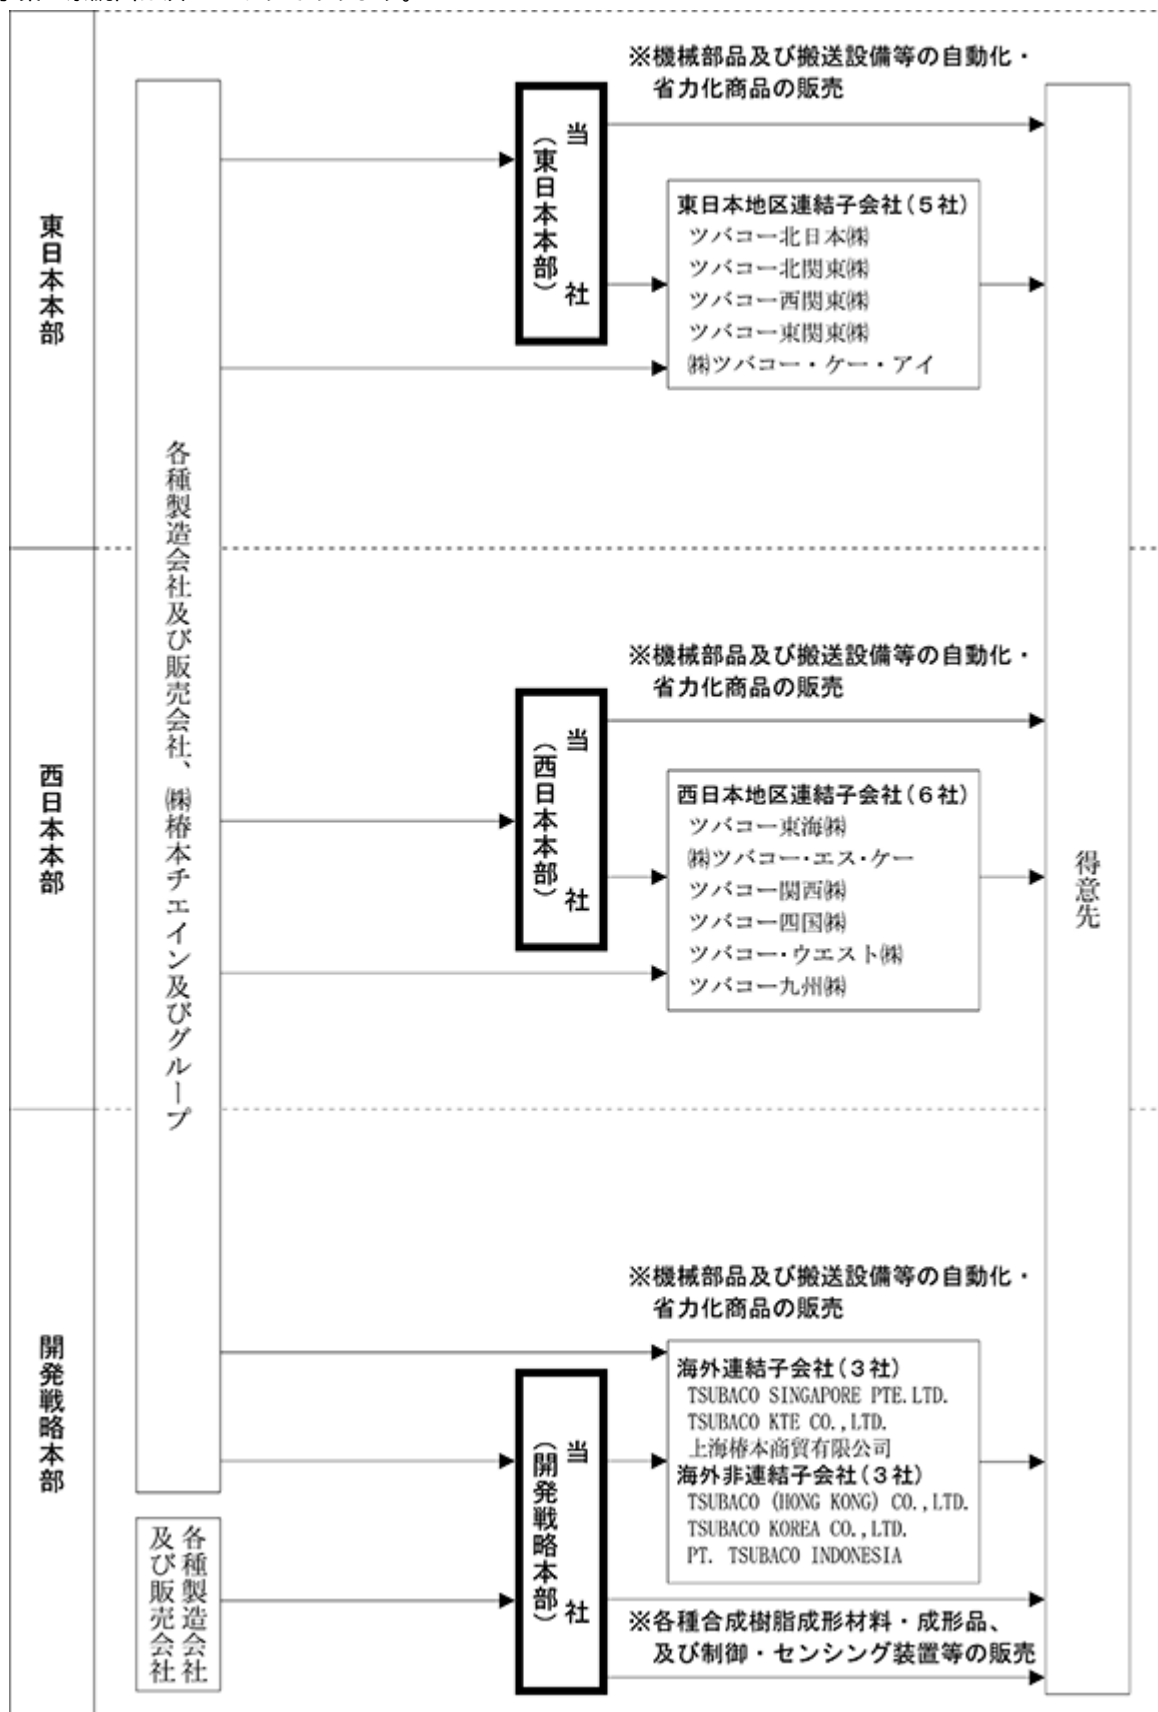 東日本本部
各種製造会社及び販売会社、㈱椿本チエイン及びグループ
※機械部品及び搬送設備等の自動化・
省力化商品の販売
当社
(東日本本部)
東日本地区連結子会社(5社)
ツバコー北日本㈱
ツバコー北関東㈱
ツバコー西関東㈱
ツバコー東関東㈱
㈱ツバコー・ケー・アイ
得意先
西日本本部
※機械部品及び搬送設備等の自動化・
省力化商品の販売
当社
(西日本本部)
西日本地区連結子会社(6社)
ツバコー東海㈱
㈱ツバコー・エス・ケー
ツバコー関西㈱
ツバコー四国㈱
ツバコー・ウエスト㈱
ツバコー九州㈱
開発戦略本部
※機械部品及び搬送設備等の自動化・
省力化商品の販売
当社
(開発戦略本部)
海外連結子会社(3社)
TSUBACO SINGAPORE PTE.LTD.
TSUBACO KTE CO.,LTD.
上海椿本商貿有限公司
海外非連結子会社(3社)
TSUBACO (HONG KONG) CO.,LTD.
TSUBACO KOREA CO.,LTD.
PT. TSUBACO INDONESIA
各種製造会社
及び販売会社
※各種合成樹脂成形材料・成形品、
及び制御・センシング装置等の販売